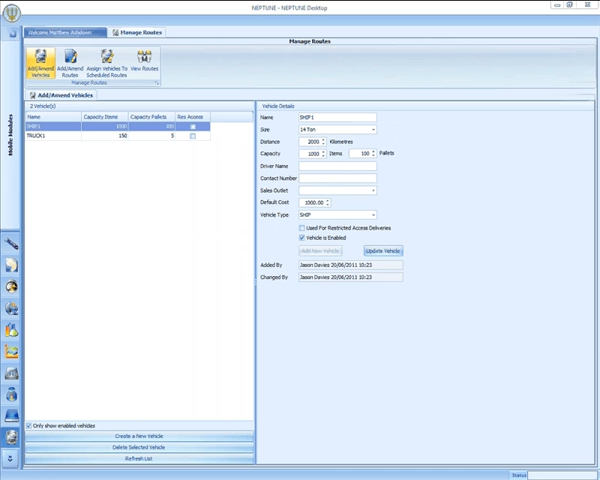 NEPTUNE - NEPTUNE Desktop
Welcome Matthew Ashdown
Manage Routes
Manage Routes
Add/Amend Vehicles
Add/Amend Routes
Assign Vehicles To Scheduled Routes
View Routes
Manage Routes
Mobile Modules
Add/Amend Vehicles
2 Vehicle(s)
Name Capacity Items Capacity Pallets Res Access
SHIP1 1000 100
TRUCK1 150 5
Only show enabled vehicles
Create a New Vehicle
Delete Selected Vehicle
Refresh List
Vehicle Details
Name SHIP1
Size 14 Ton
Distance 2000 Kilometres
Capacity 1000 Items 100 Pallets
Driver Name
Contact Number
Sales Outlet
Default Cost 1000.00
Vehicle Type SHIP
Used For Restricted Access Deliveries
Vehicle is Enabled
Add New Vehicle Update Vehicle
Added By Jason Davies 20/06/2011 10:23
Changed By Jason Davies 20/06/2011 10:23
Status